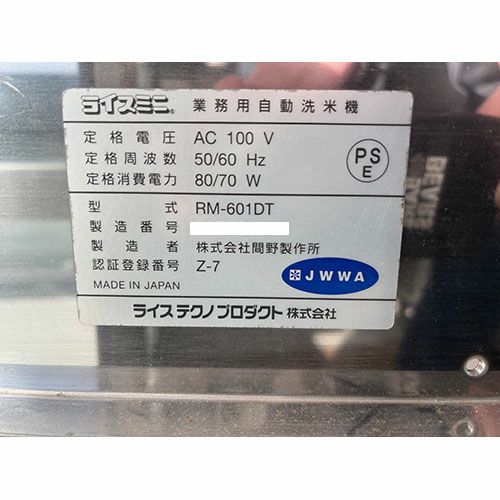 ライスミニ® 業務用自動洗米機
定格電圧 AC 100 V
定格周波数 50/60 Hz
定格消費電力 80/70 W
PS
E
型式 RM-601DT
製造番号
製造者 株式会社間野製作所
認証登録番号 Z-7
MADE IN JAPAN
JWWA
ライステクノプロダクト株式会社
DEVICE